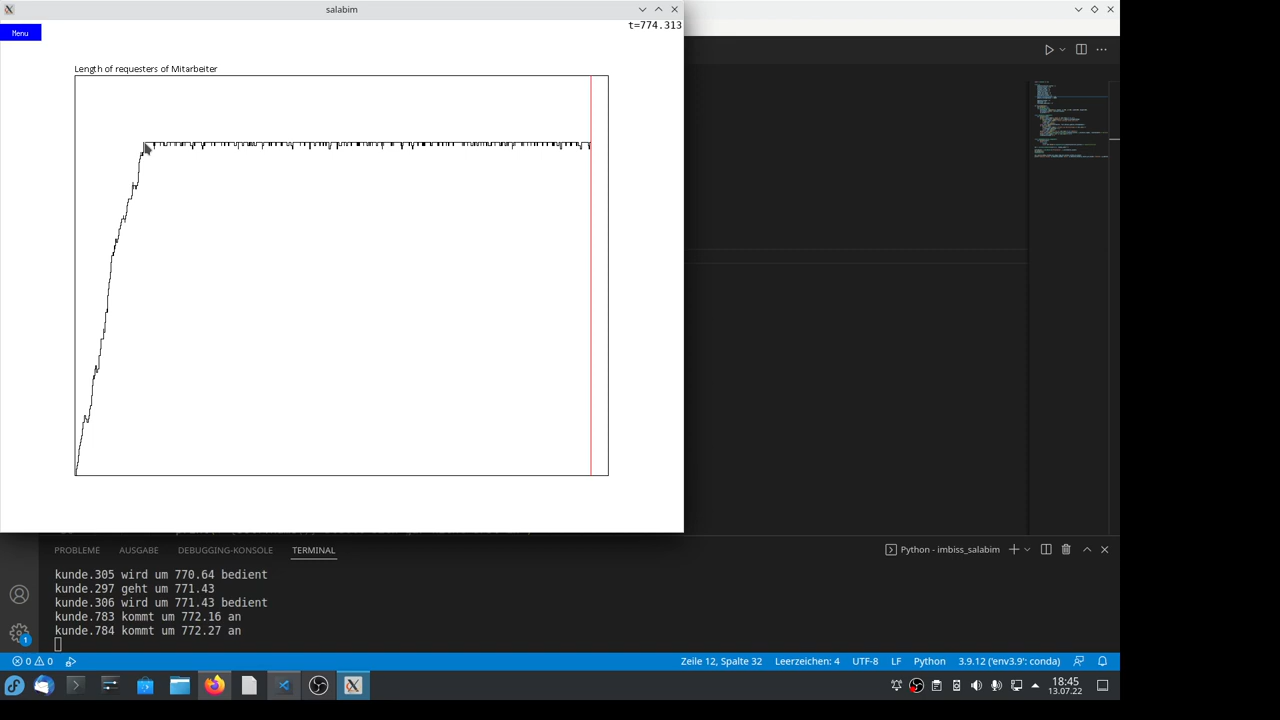 salabim
t=774.313
Menu
Length of requesters of Mitarbeiter
PROBLEME AUSGABE DEBUGGING-KONSOLE TERMINAL
Python - imbiss_salabim
kunde.305 wird um 770.64 bedient
kunde.297 geht um 771.43
kunde.306 wird um 771.43 bedient
kunde.783 kommt um 772.16 an
kunde.784 kommt um 772.27 an
1
0 0 Zeile 12, Spalte 32 Leerzeichen: 4 UTF-8 LF Python 3.9.12 ('env3.9': conda)
18:45
13.07.22